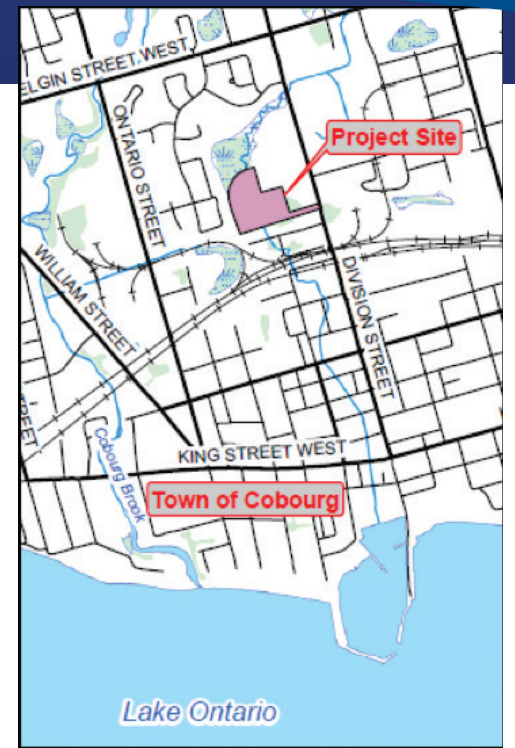 ELGIN STREET WEST
ONTARIO STREET
Project Site
WILLIAM STREET
DIVISION STREET
REET
KING STREET WEST
Cobourg Brook
Town of Cobourg
Lake Ontario